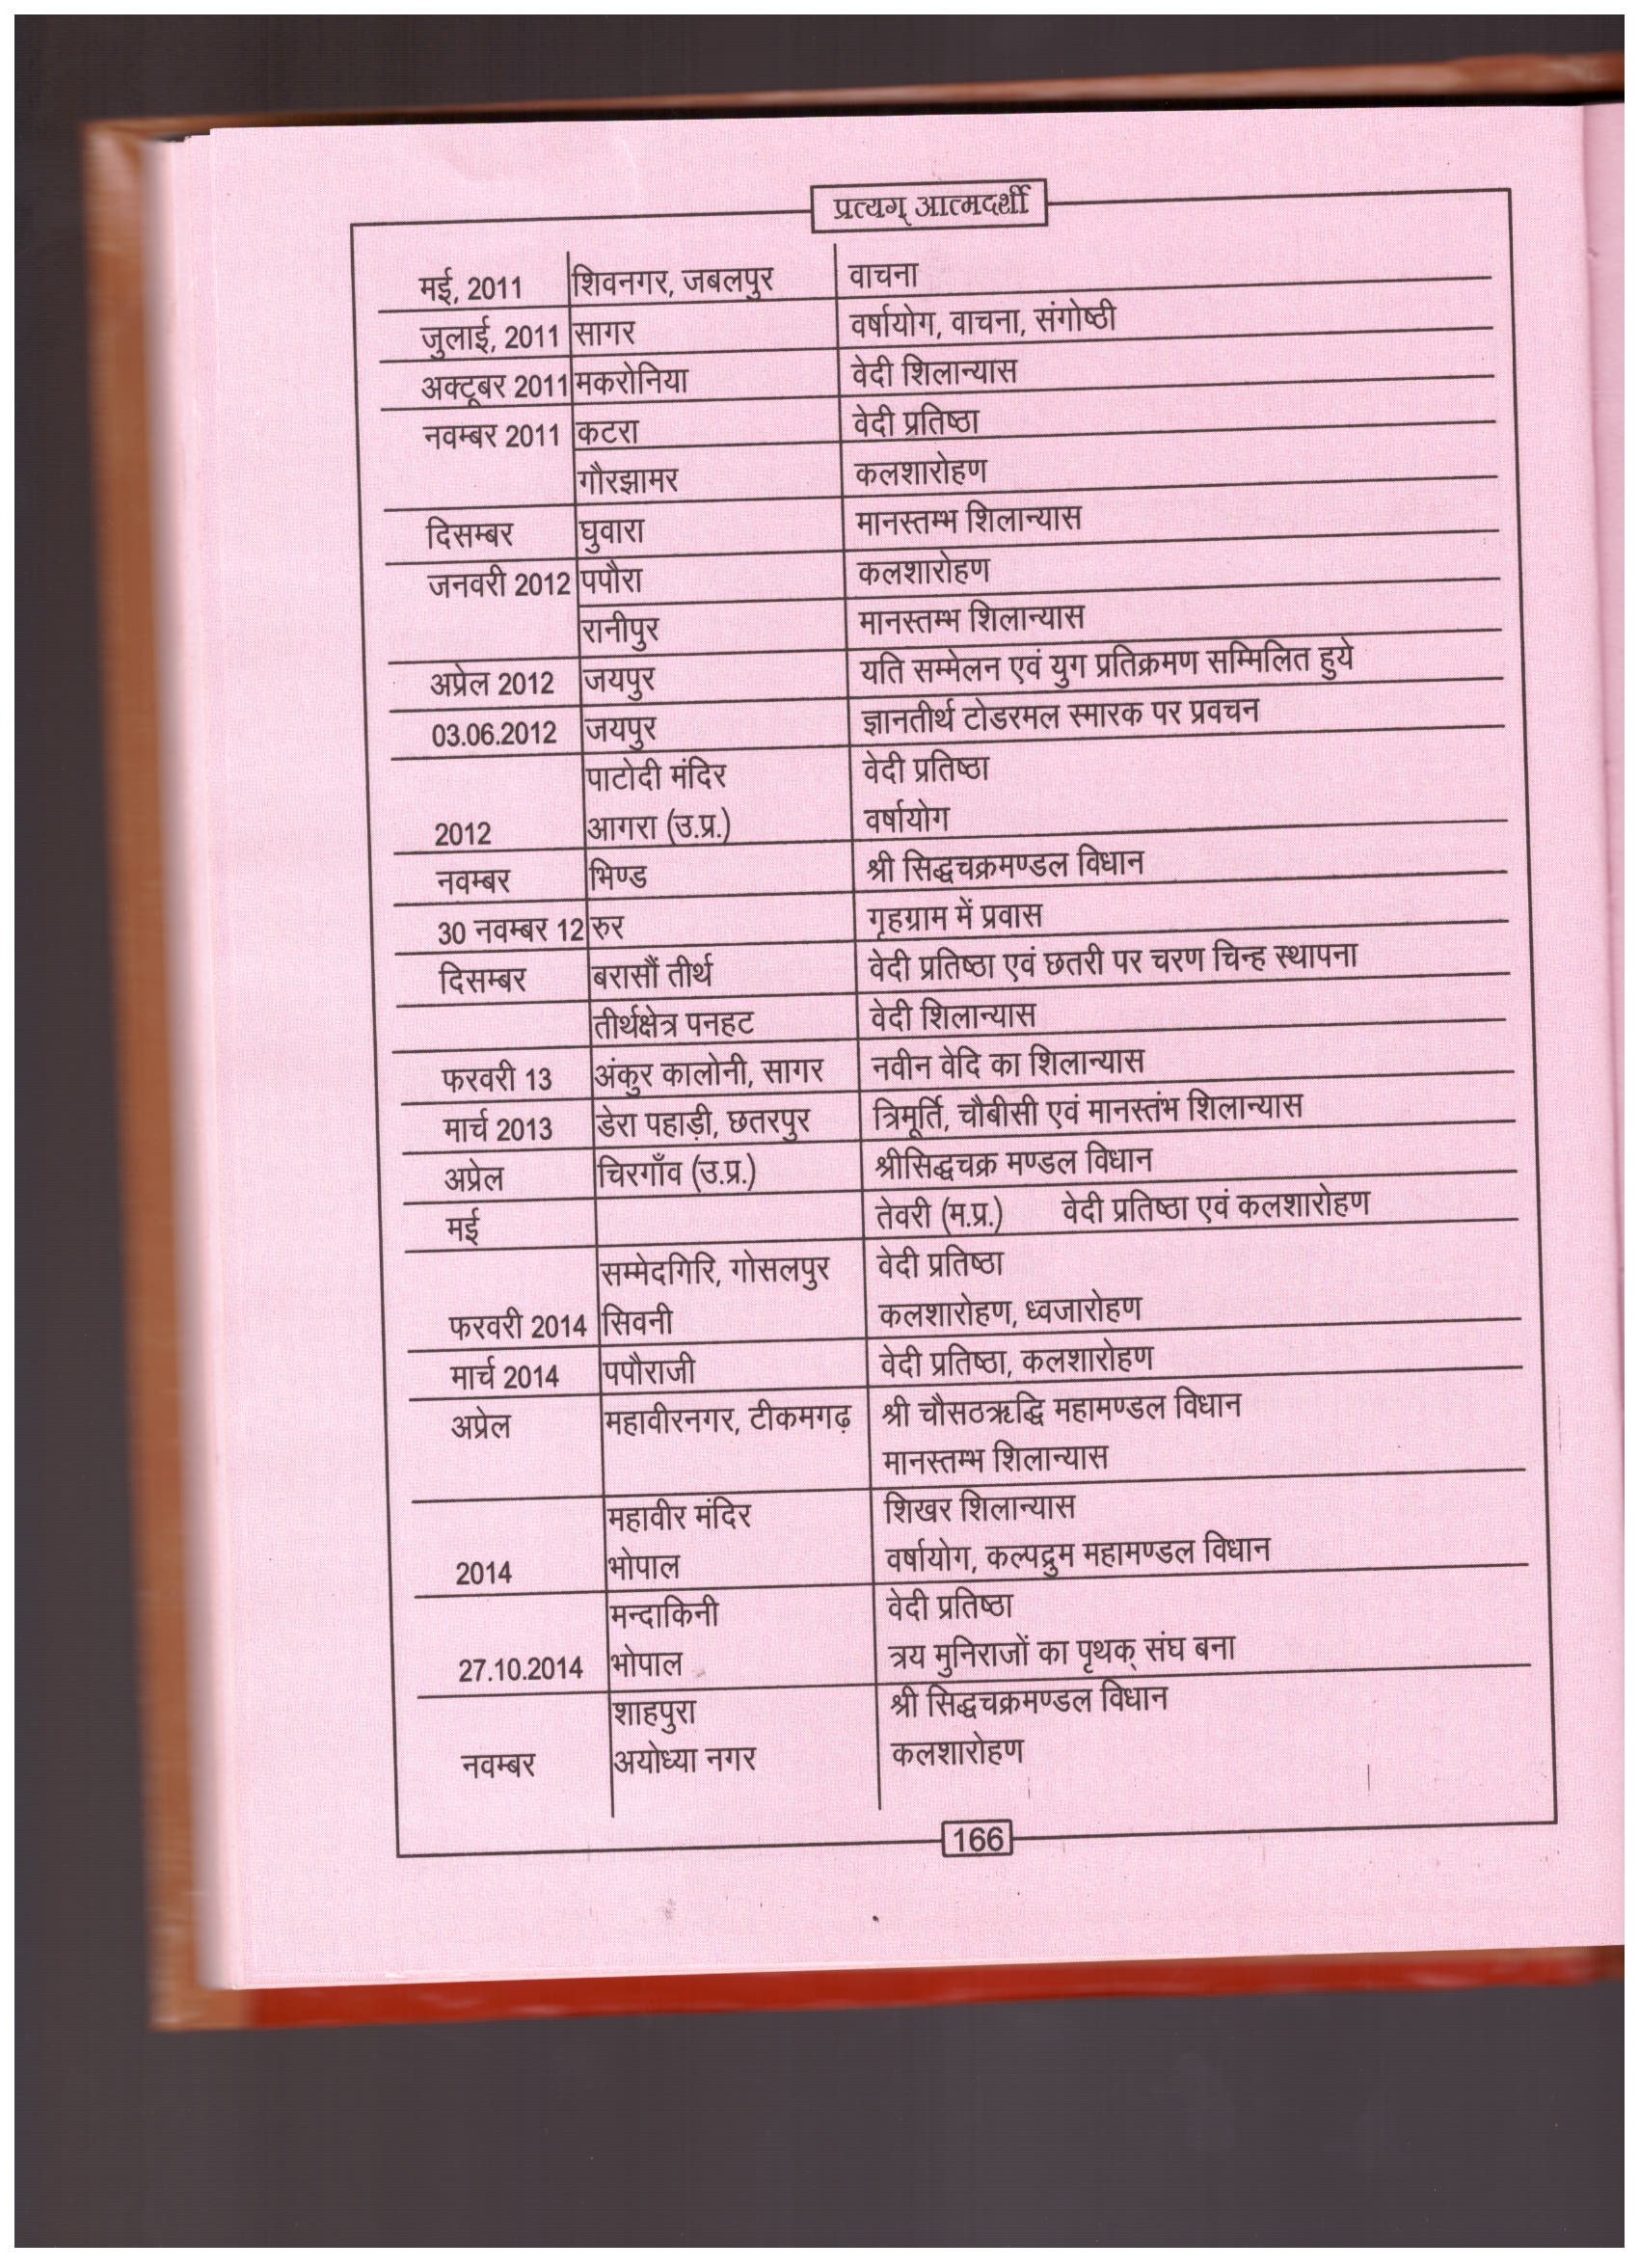 प्रत्यग् आत्मदर्शी
मई, 2011 शिवनगर, जबलपुर वाचना
जुलाई, 2011 सागर वर्षायोग, वाचना, संगोष्ठी
अक्टूबर 2011 मकरोनिया वेदी शिलान्यास
नवम्बर 2011 कटरा वेदी प्रतिष्ठा
गौरझामर कलशारोहण
दिसम्बर घुवारा मानस्तम्भ शिलान्यास
जनवरी 2012 पपौरा कलशारोहण
रानीपुर मानस्तम्भ शिलान्यास
अप्रेल 2012 जयपुर यति सम्मेलन एवं युग प्रतिक्रमण सम्मिलित हुये
03.06.2012 जयपुर ज्ञानतीर्थ टोडरमल स्मारक पर प्रवचन
पाटोदी मंदिर वेदी प्रतिष्ठा
2012 आगरा (उ.प्र.) वर्षायोग
नवम्बर भिण्ड श्री सिद्धचक्रमण्डल विधान
30 नवम्बर 12 रुर गृहग्राम में प्रवास
दिसम्बर बरासौं तीर्थ वेदी प्रतिष्ठा एवं छतरी पर चरण चिन्ह स्थापना
तीर्थक्षेत्र पनहट वेदी शिलान्यास
फरवरी 13 अंकुर कालोनी, सागर नवीन वेदि का शिलान्यास
मार्च 2013 डेरा पहाड़ी, छतरपुर त्रिमूर्ति, चौबीसी एवं मानस्तंभ शिलान्यास
अप्रेल चिरगाँव (उ.प्र.) श्रीसिद्धचक्र मण्डल विधान
मई तेवरी (म.प्र.) वेदी प्रतिष्ठा एवं कलशारोहण
सम्मेदगिरि, गोसलपुर वेदी प्रतिष्ठा
फरवरी 2014 सिवनी कलशारोहण, ध्वजारोहण
मार्च 2014 पपौराजी वेदी प्रतिष्ठा, कलशारोहण
अप्रेल महावीरनगर, टीकमगढ़ श्री चौसठऋद्धि महामण्डल विधान
मानस्तम्भ शिलान्यास
महावीर मंदिर शिखर शिलान्यास
2014 भोपाल वर्षायोग, कल्पद्रुम महामण्डल विधान
मन्दाकिनी वेदी प्रतिष्ठा
27.10.2014 भोपाल त्रय मुनिराजों का पृथक् संघ बना
शाहपुरा श्री सिद्धचक्रमण्डल विधान
नवम्बर अयोध्या नगर कलशारोहण
166